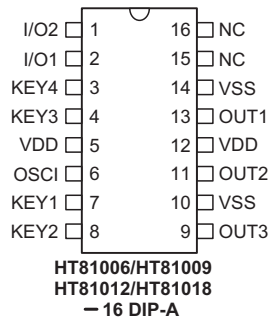 I/O2 1 16 NC
I/O1 2 15 NC
KEY4 3 14 VSS
KEY3 4 13 OUT1
VDD 5 12 VDD
OSCI 6 11 OUT2
KEY1 7 10 VSS
KEY2 8 9 OUT3
HT81006/HT81009
HT81012/HT81018
– 16 DIP-A